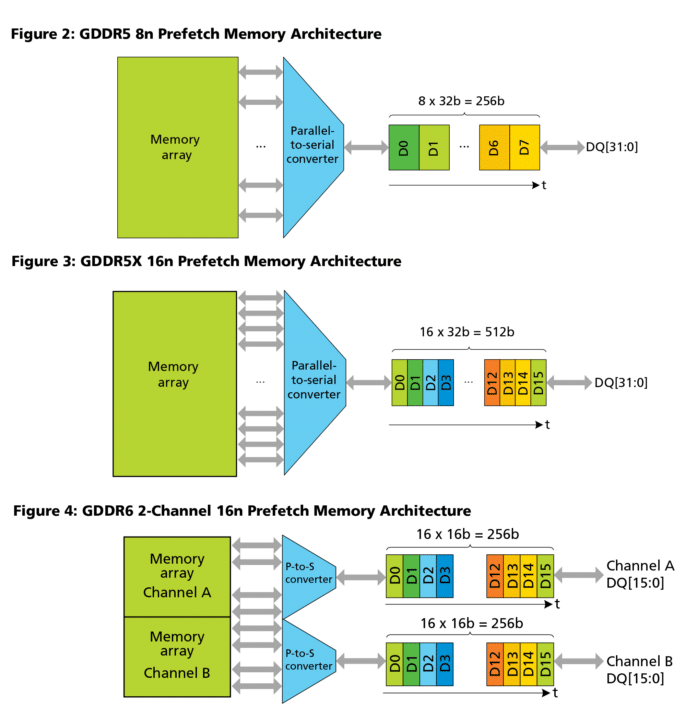 Figure 2: GDDR5 8n Prefetch Memory Architecture
8 x 32b = 256b
Memory
array
...
Parallel-
to-serial
converter
D0
D1
...
D6
D7
DQ[31:0]
t
Figure 3: GDDR5X 16n Prefetch Memory Architecture
16 x 32b = 512b
Memory
array
...
Parallel-
to-serial
converter
D0
D1
D2
D3
...
D12
D13
D14
D15
DQ[31:0]
t
Figure 4: GDDR6 2-Channel 16n Prefetch Memory Architecture
16 x 16b = 256b
Memory
array
Channel A
P-to-S
converter
D0
D1
D2
D3
D12
D13
D14
D15
Channel A
DQ[15:0]
t
16 x 16b = 256b
Memory
array
Channel B
P-to-S
converter
D0
D1
D2
D3
D12
D13
D14
D15
Channel B
DQ[15:0]
t